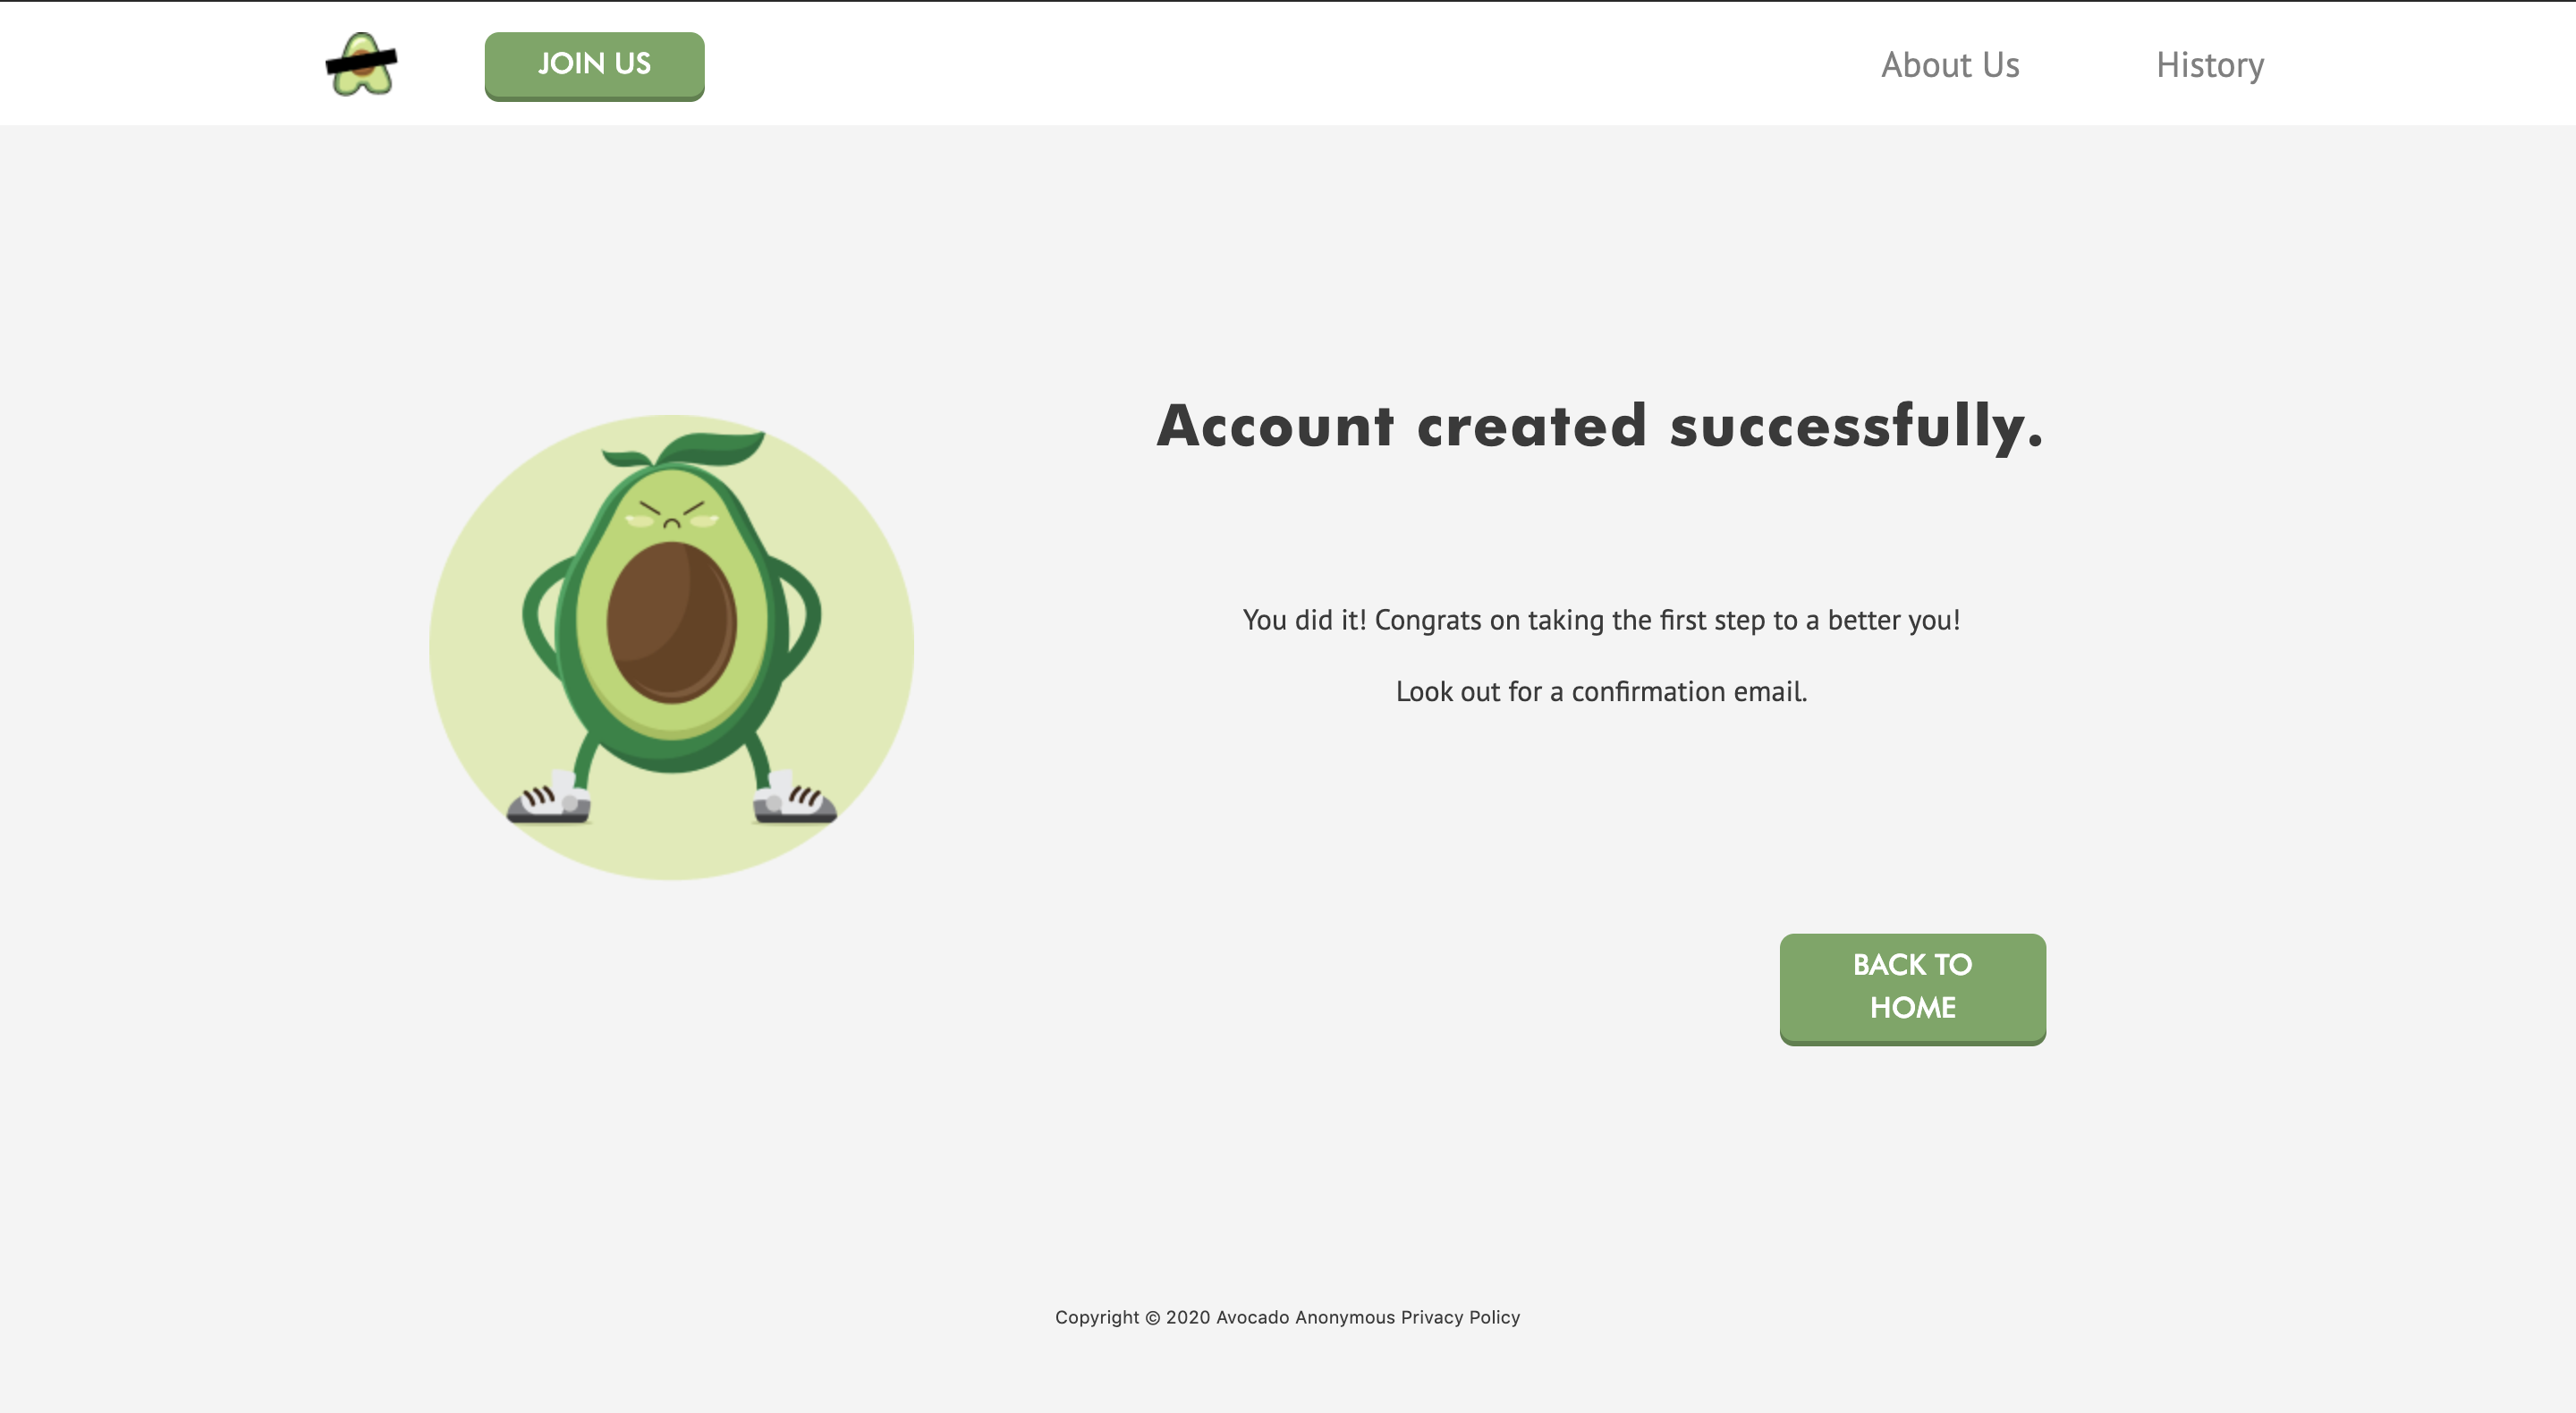 JOIN US
About Us
History
Account created successfully.
You did it! Congrats on taking the first step to a better you!
Look out for a confirmation email.
BACK TO
HOME
Copyright © 2020 Avocado Anonymous Privacy Policy